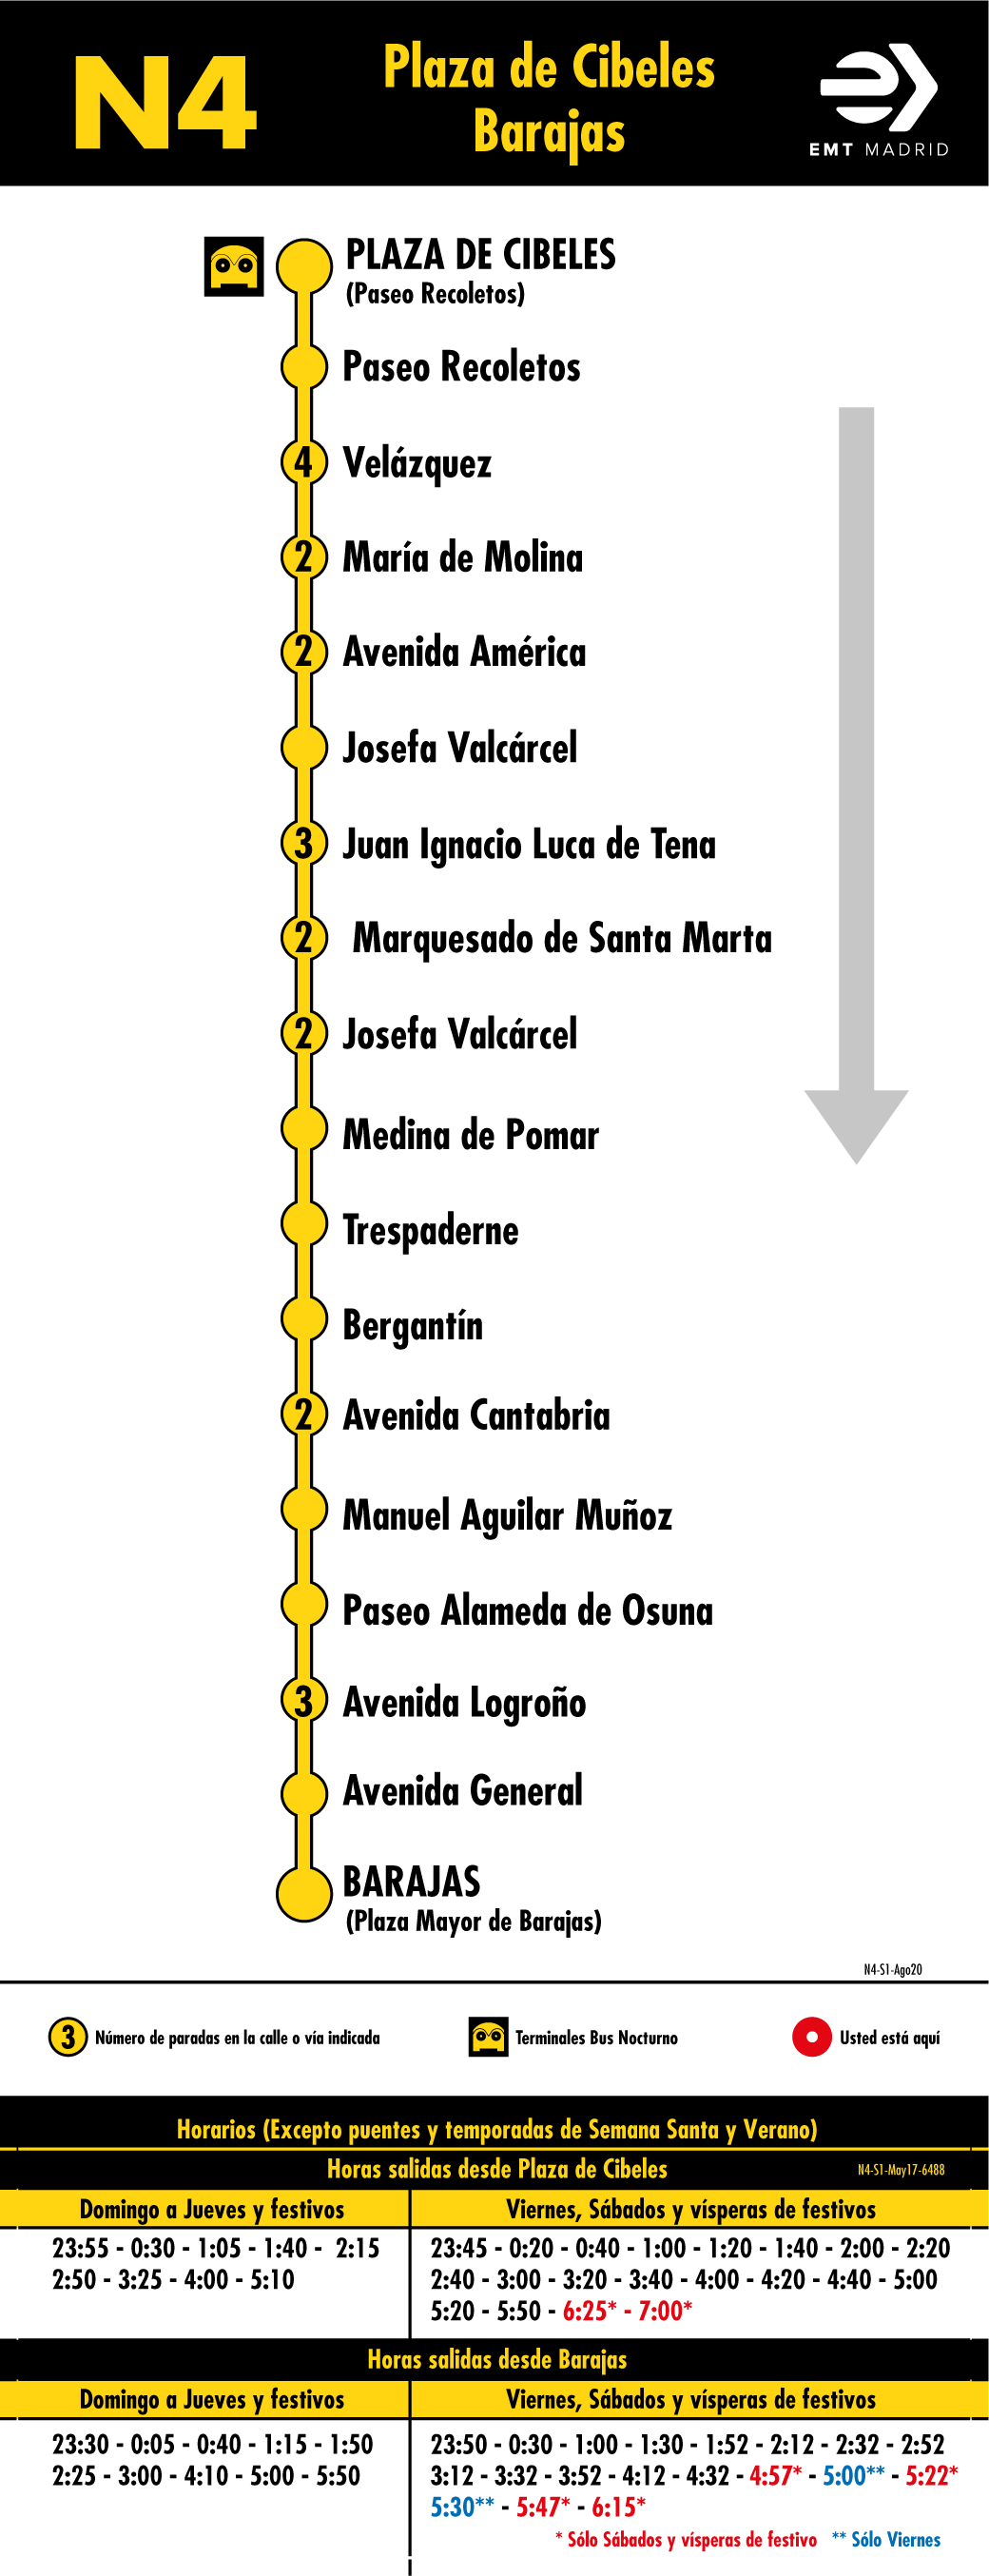 N4
Plaza de Cibeles
Barajas
EMT MADRID
PLAZA DE CIBELES
(Paseo Recoletos)
Paseo Recoletos
4 Velázquez
2 María de Molina
2 Avenida América
Josefa Valcárcel
3 Juan Ignacio Luca de Tena
2 Marquesado de Santa Marta
2 Josefa Valcárcel
Medina de Pomar
Trespaderne
Bergantín
2 Avenida Cantabria
Manuel Aguilar Muñoz
Paseo Alameda de Osuna
3 Avenida Logroño
Avenida General
BARAJAS
(Plaza Mayor de Barajas)
N4-S1-Ago20
3 Número de paradas en la calle o vía indicada
Terminales Bus Nocturno
Usted está aquí
Horarios (Excepto puentes y temporadas de Semana Santa y Verano)
Horas salidas desde Plaza de Cibeles
N4-S1-May17-6488
Domingo a Jueves y festivos
23:55 - 0:30 - 1:05 - 1:40 - 2:15
2:50 - 3:25 - 4:00 - 5:10
Viernes, Sábados y vísperas de festivos
23:45 - 0:20 - 0:40 - 1:00 - 1:20 - 1:40 - 2:00 - 2:20
2:40 - 3:00 - 3:20 - 3:40 - 4:00 - 4:20 - 4:40 - 5:00
5:20 - 5:50 - 6:25* - 7:00*
Horas salidas desde Barajas
Domingo a Jueves y festivos
23:30 - 0:05 - 0:40 - 1:15 - 1:50
2:25 - 3:00 - 4:10 - 5:00 - 5:50
Viernes, Sábados y vísperas de festivos
23:50 - 0:30 - 1:00 - 1:30 - 1:52 - 2:12 - 2:32 - 2:52
3:12 - 3:32 - 3:52 - 4:12 - 4:32 - 4:57* - 5:00** - 5:22*
5:30** - 5:47* - 6:15*
* Sólo Sábados y vísperas de festivo ** Sólo Viernes